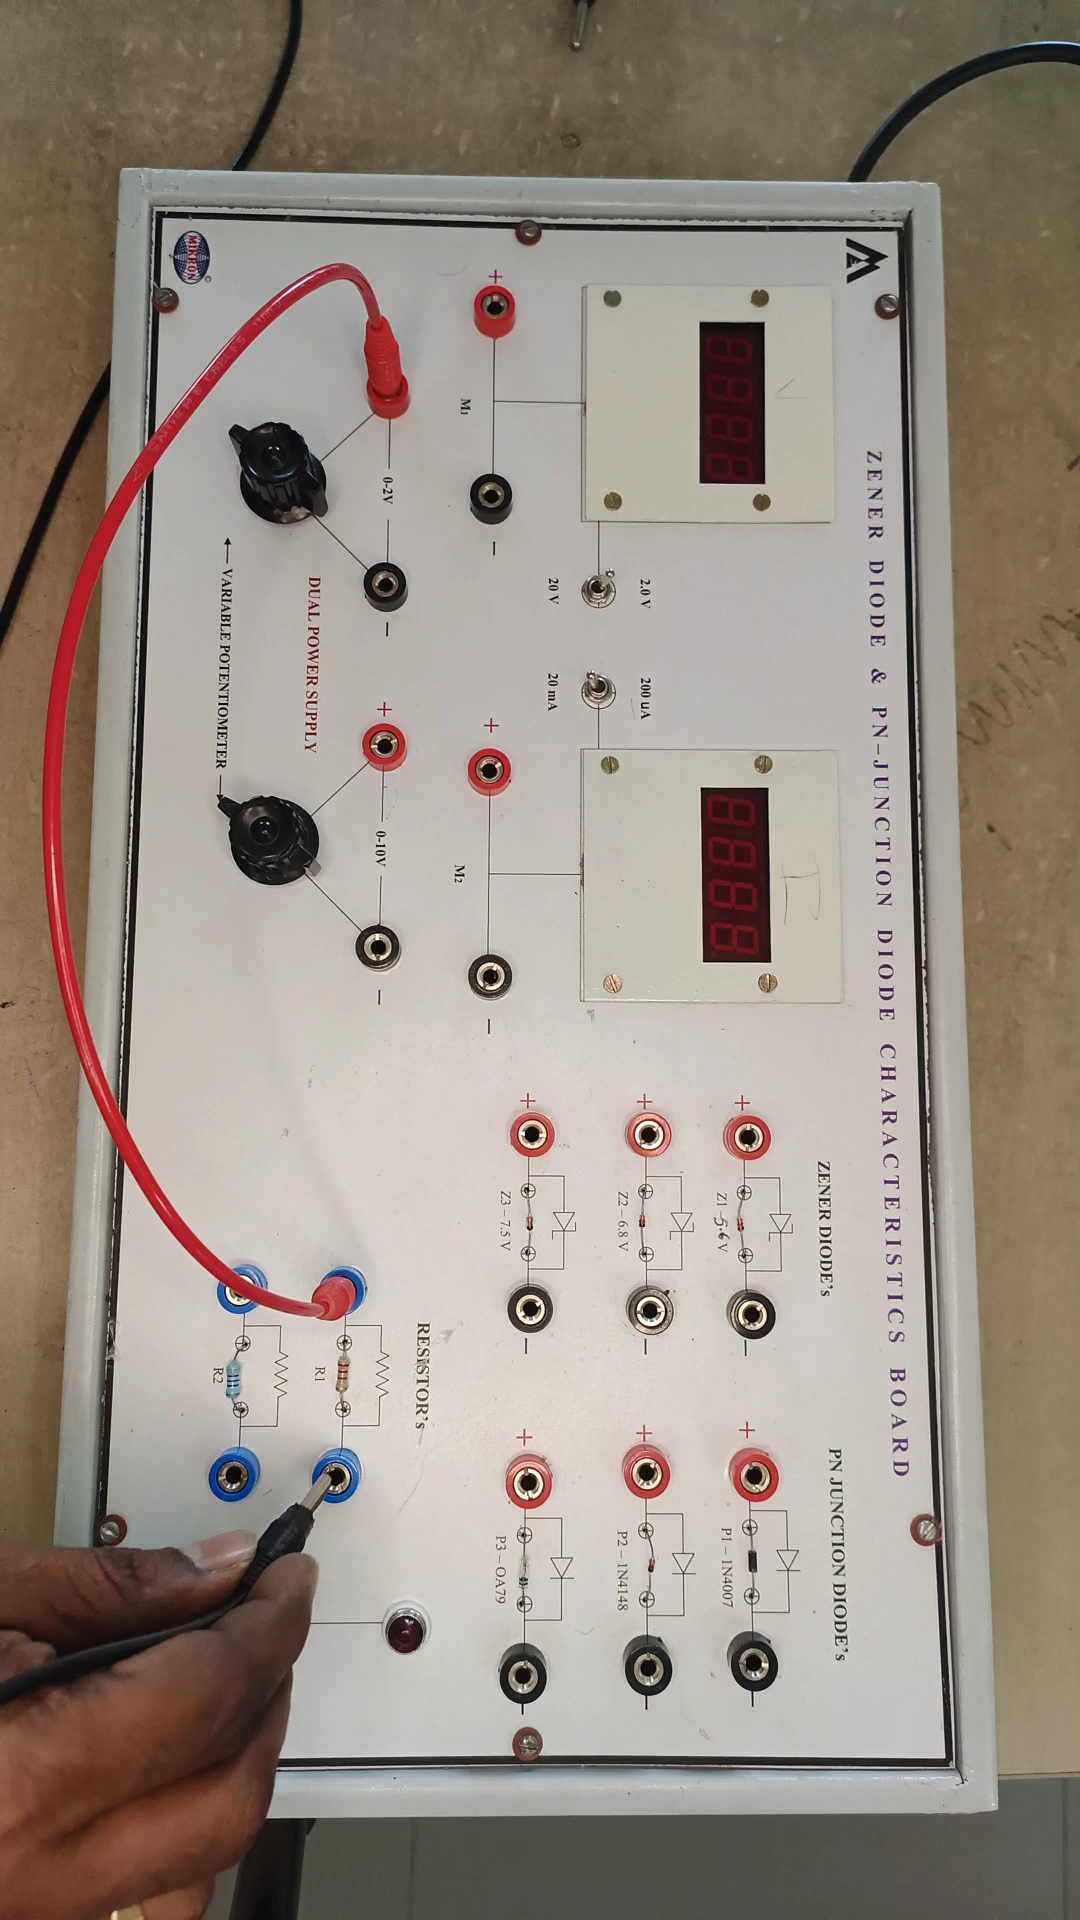 ZENER DIODE & PN-JUNCTION DIODE CHARACTERISTICS BOARD
M
E
V
I
2.0 V
20 V
200 uA
20 mA
+
M1
−
+
M2
−
MIKRON
©
0-2V
−
+
0-10V
−
DUAL POWER SUPPLY
VARIABLE POTENTIOMETER
ZENER DIODE's
+
Z1 – 5.6 V
−
+
Z2 – 6.8 V
−
+
Z3 – 7.5 V
−
PN JUNCTION DIODE's
+
P1 – 1N4007
−
+
P2 – 1N4148
−
+
P3 – OA79
−
RESISTOR's
R1
R2